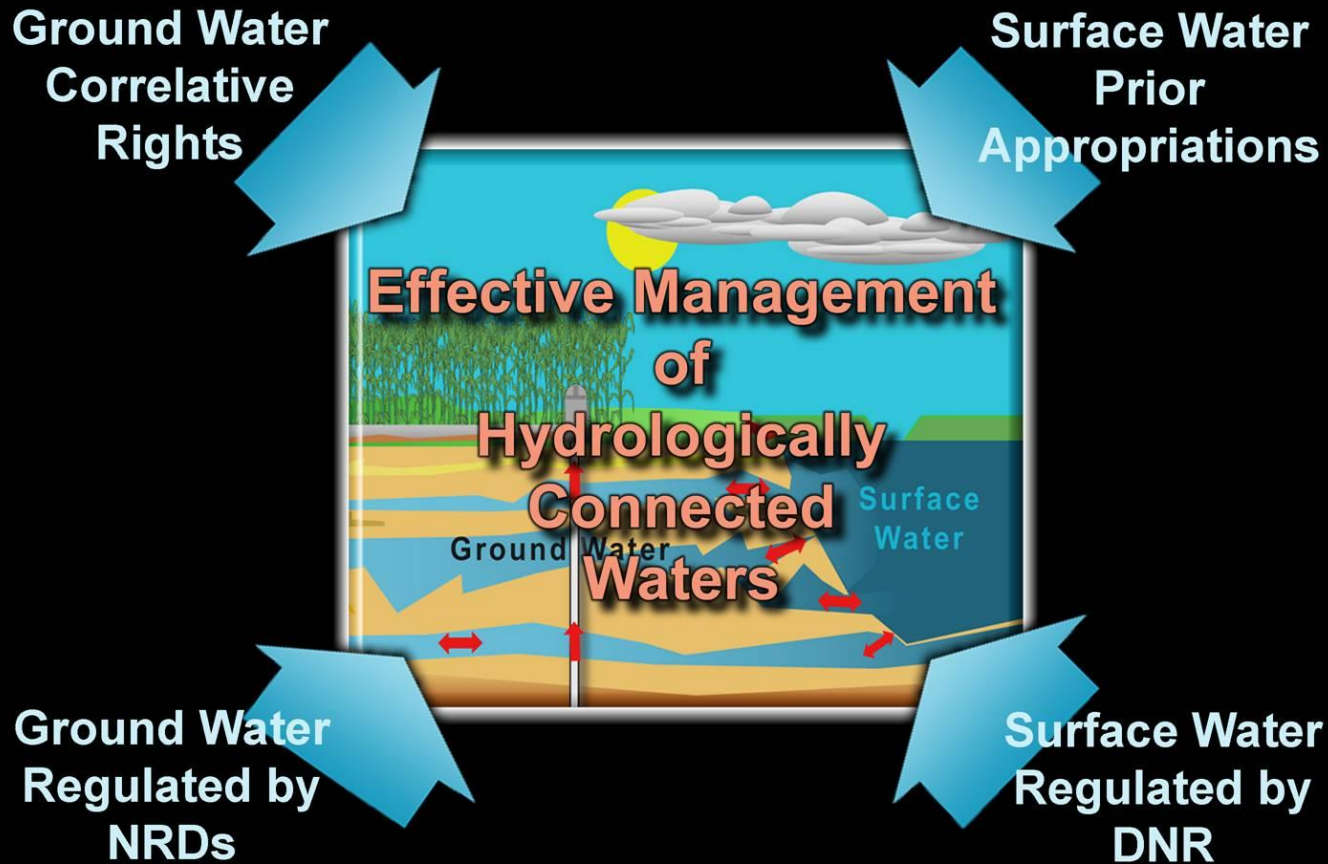 Ground Water
Correlative
Rights
Surface Water
Prior
Appropriations
Effective Management
of
Hydrologically
Connected
Waters
Ground Water
Surface
Water
Ground Water
Regulated by
NRDs
Surface Water
Regulated by
DNR